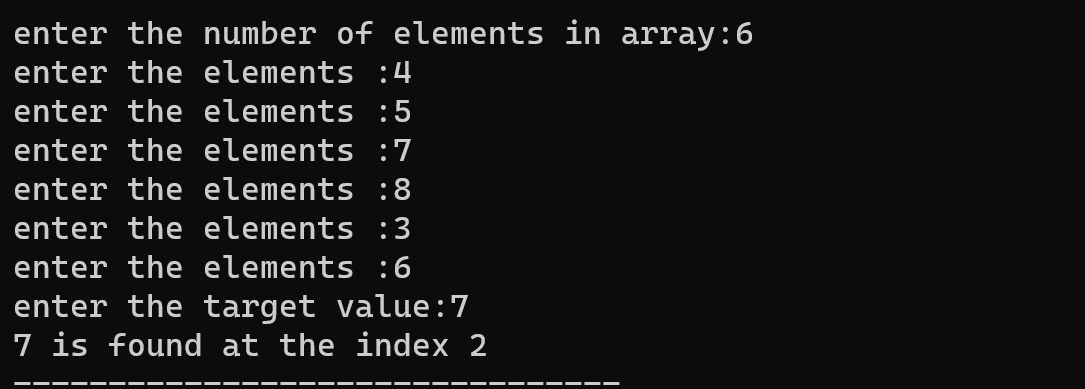 enter the number of elements in array:6
enter the elements :4
enter the elements :5
enter the elements :7
enter the elements :8
enter the elements :3
enter the elements :6
enter the target value:7
7 is found at the index 2
--------------------------------